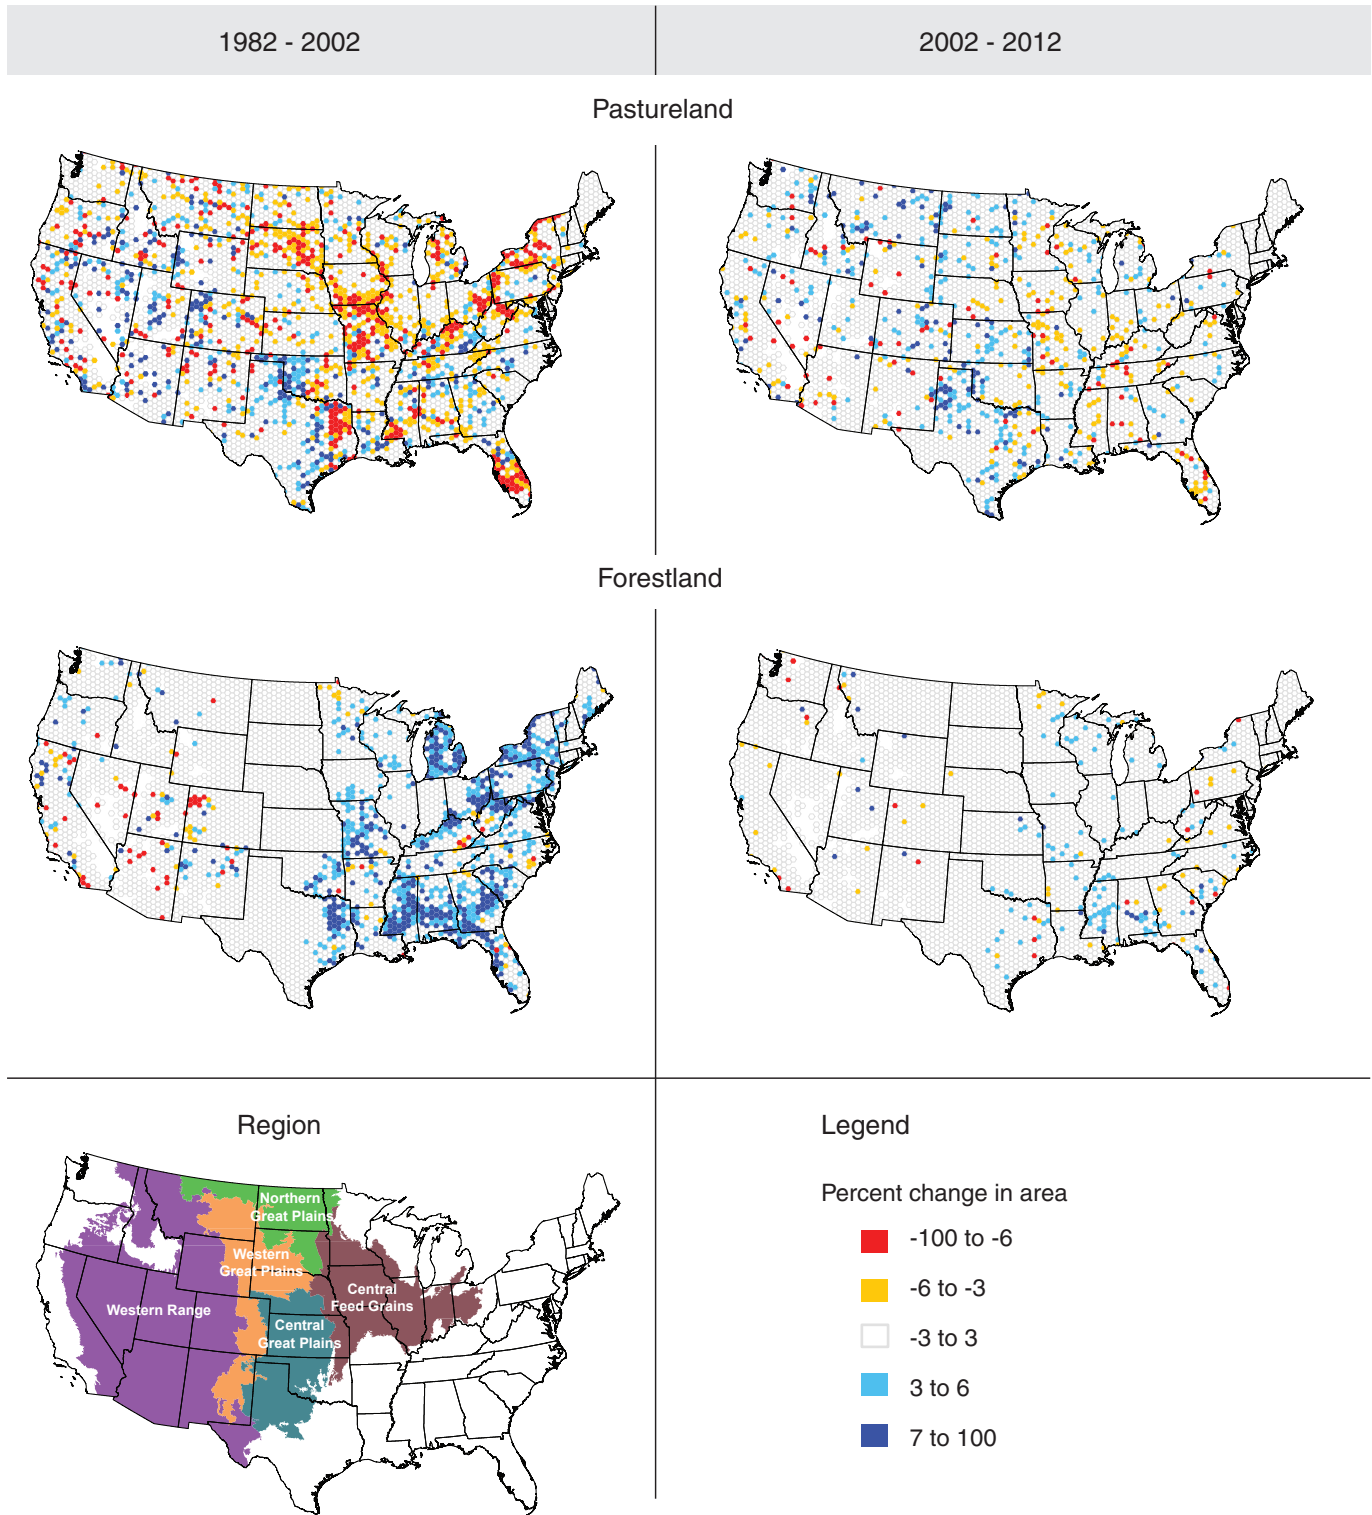 1982 - 2002
2002 - 2012
Pastureland
Forestland
Region
Northern
Great Plains
Western
Great Plains
Western Range
Central
Feed Grains
Central
Great Plains
Legend
Percent change in area
-100 to -6
-6 to -3
-3 to 3
3 to 6
7 to 100